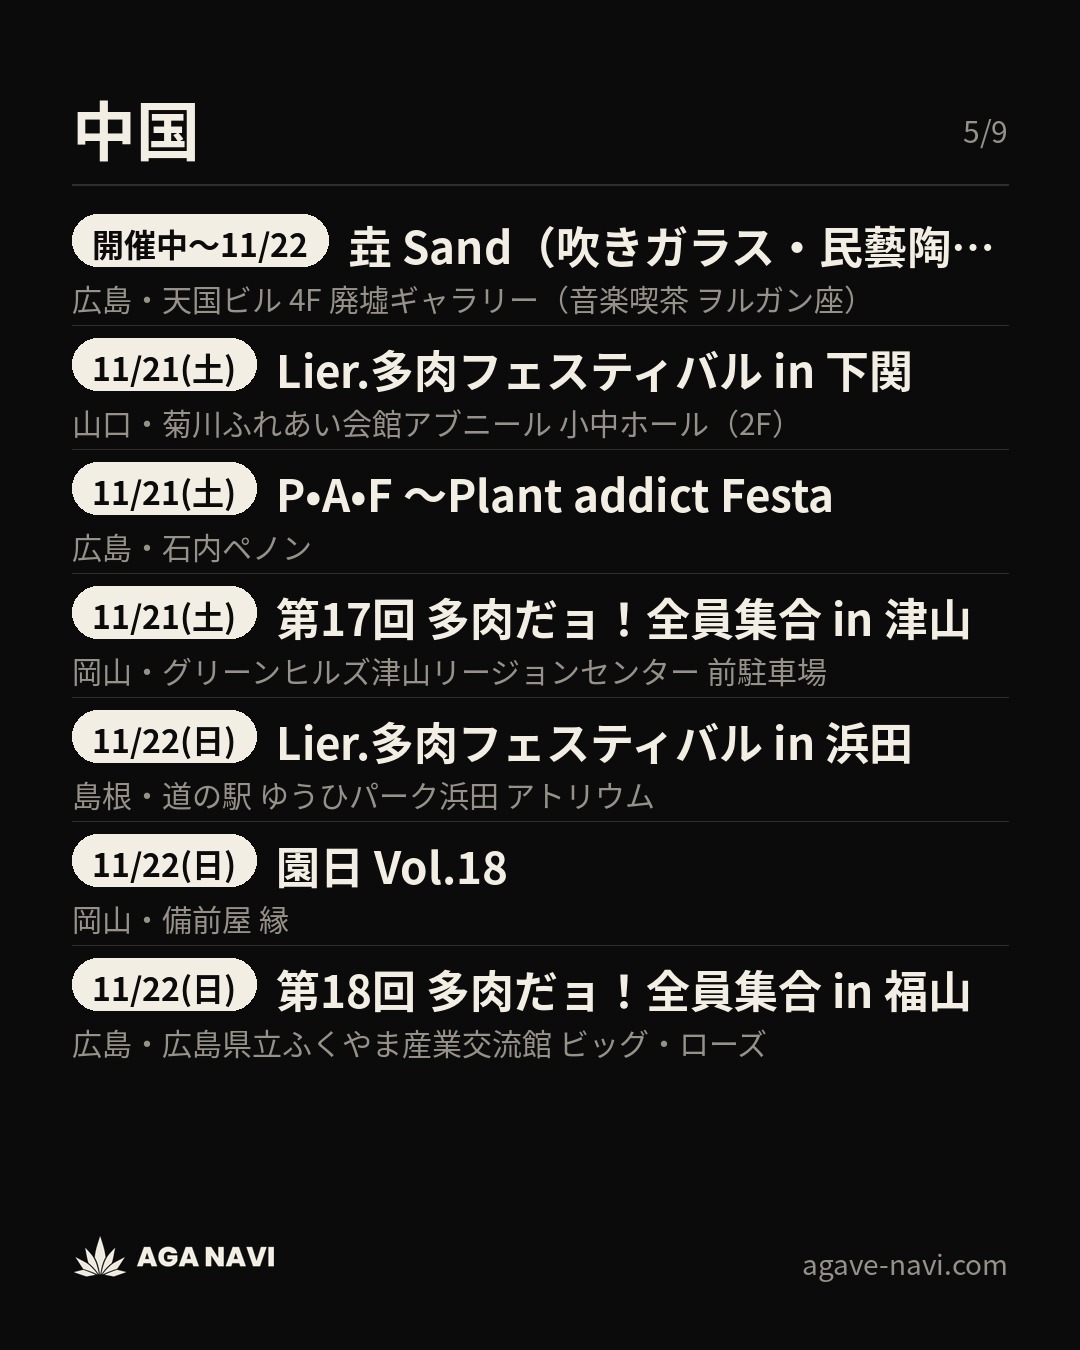 中国
5/9
開催中〜11/22 垚 Sand（吹きガラス・民藝陶…
広島・天国ビル 4F 廃墟ギャラリー（音楽喫茶 ヲルガン座）
11/21(土) Lier.多肉フェスティバル in 下関
山口・菊川ふれあい会館アブニール 小中ホール（2F）
11/21(土) P•A•F 〜Plant addict Festa
広島・石内ペノン
11/21(土) 第17回 多肉だョ！全員集合 in 津山
岡山・グリーンヒルズ津山リージョンセンター 前駐車場
11/22(日) Lier.多肉フェスティバル in 浜田
島根・道の駅 ゆうひパーク浜田 アトリウム
11/22(日) 園日 Vol.18
岡山・備前屋 縁
11/22(日) 第18回 多肉だョ！全員集合 in 福山
広島・広島県立ふくやま産業交流館 ビッグ・ローズ
AGA NAVI
agave-navi.com